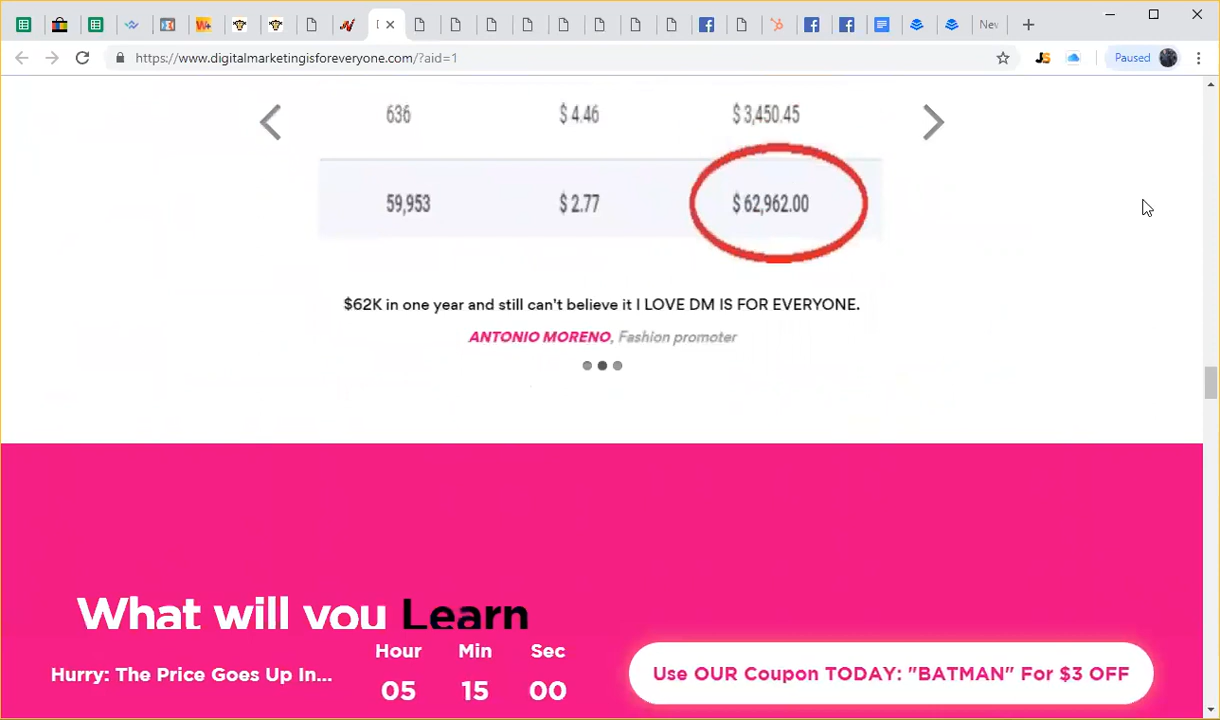 Nev
https://www.digitalmarketingisforeveryone.com/?aid=1
JS
Paused
636 $ 4.46 $ 3,450.45
59,953 $ 2.77 $ 62,962.00
$62K in one year and still can't believe it I LOVE DM IS FOR EVERYONE.
ANTONIO MORENO, Fashion promoter
What will you Learn
Hour Min Sec
Hurry: The Price Goes Up In...
05 15 00
Use OUR Coupon TODAY: "BATMAN" For $3 OFF